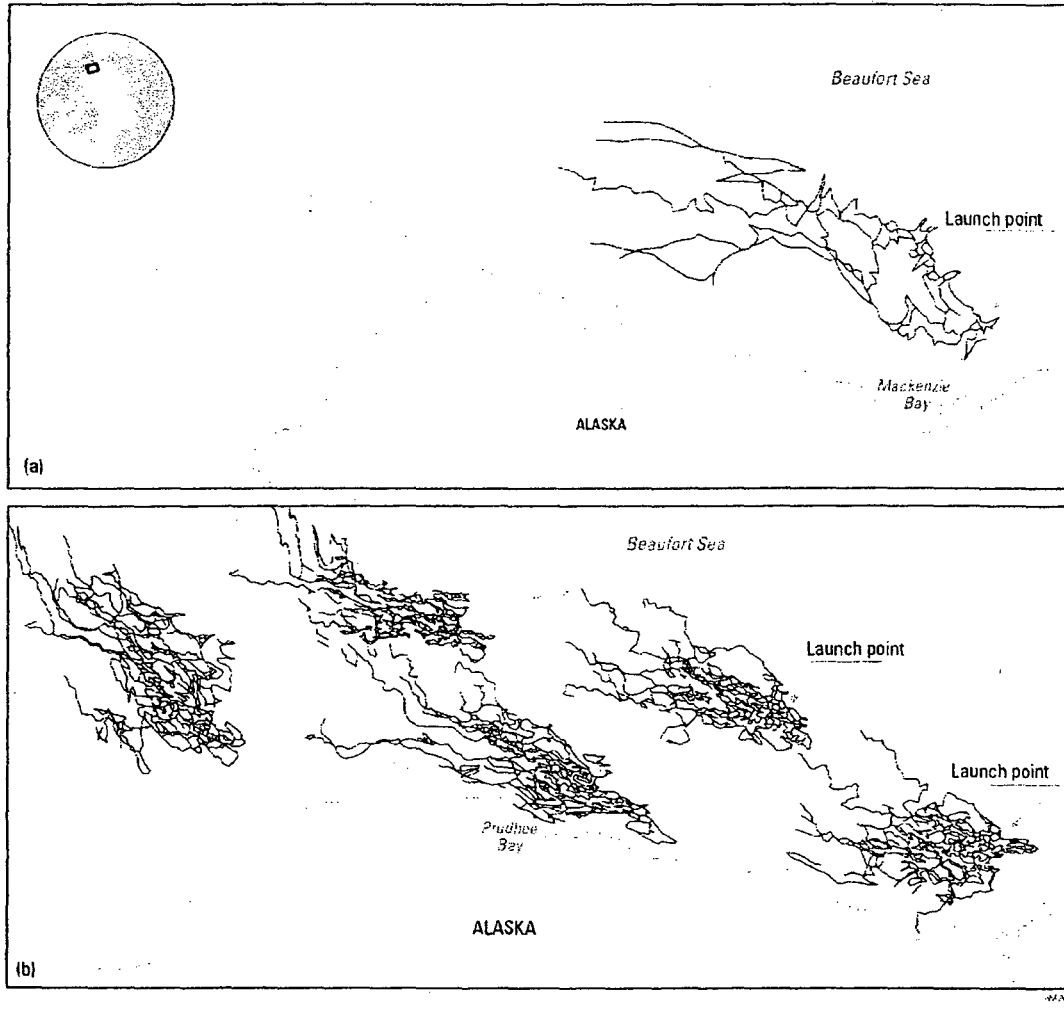 Beaufort Sea
Launch point
Mackenzie
Bay
ALASKA
(a)
Beaufort Sea
Launch point
Launch point
Prudhoe
Bay
ALASKA
(b)